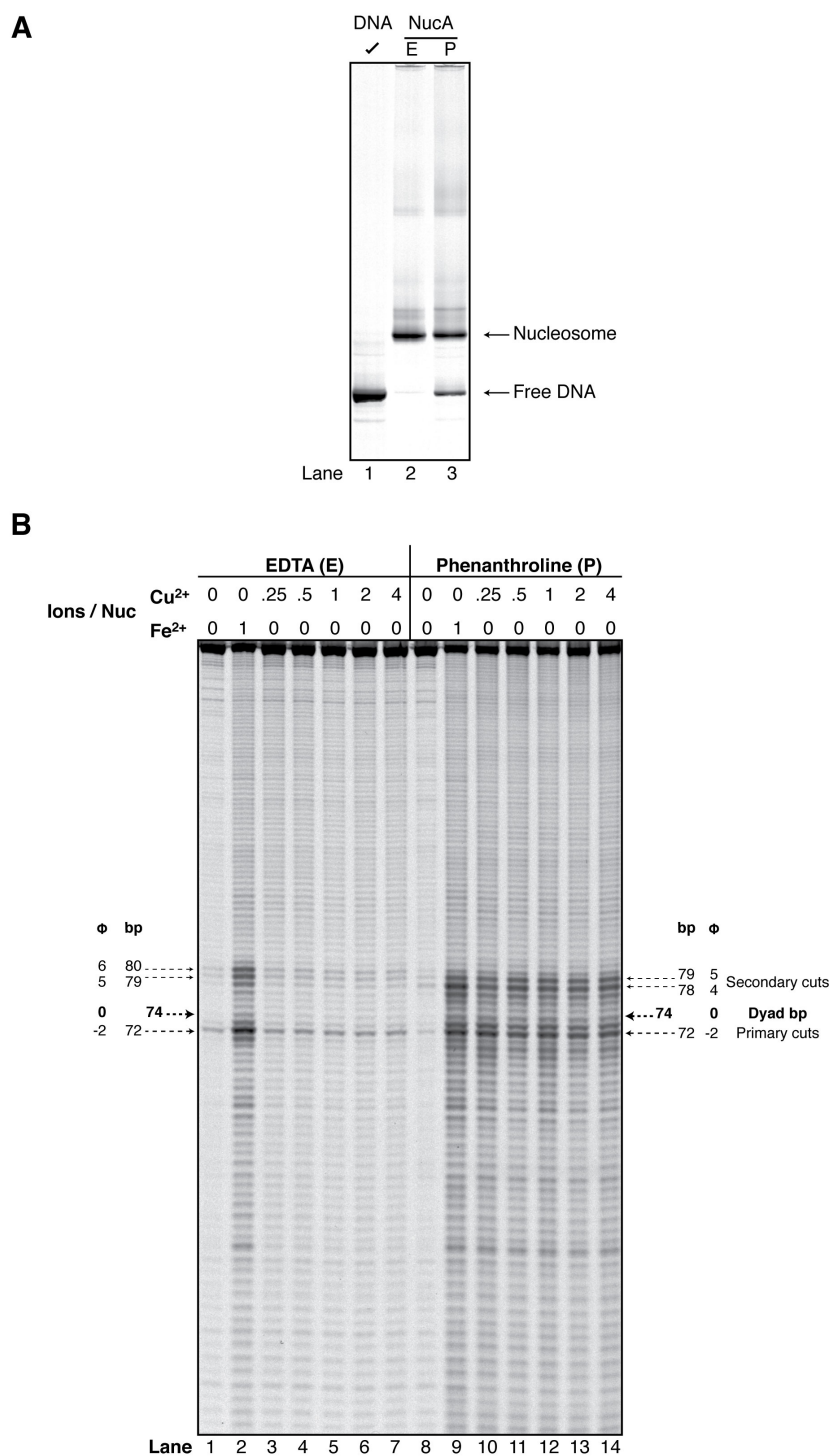 A
DNA NucA
✓ E P
Nucleosome
Free DNA
Lane 1 2 3
B
EDTA (E) Phenanthroline (P)
Ions / Nuc
Cu²⁺ 0 0 .25 .5 1 2 4 0 0 .25 .5 1 2 4
Fe²⁺ 0 1 0 0 0 0 0 0 1 0 0 0 0 0
Φ bp
6 80
5 79
0 74
-2 72
bp Φ
79 5
Secondary cuts
78 4
74 0 Dyad bp
72 -2 Primary cuts
Lane 1 2 3 4 5 6 7 8 9 10 11 12 13 14